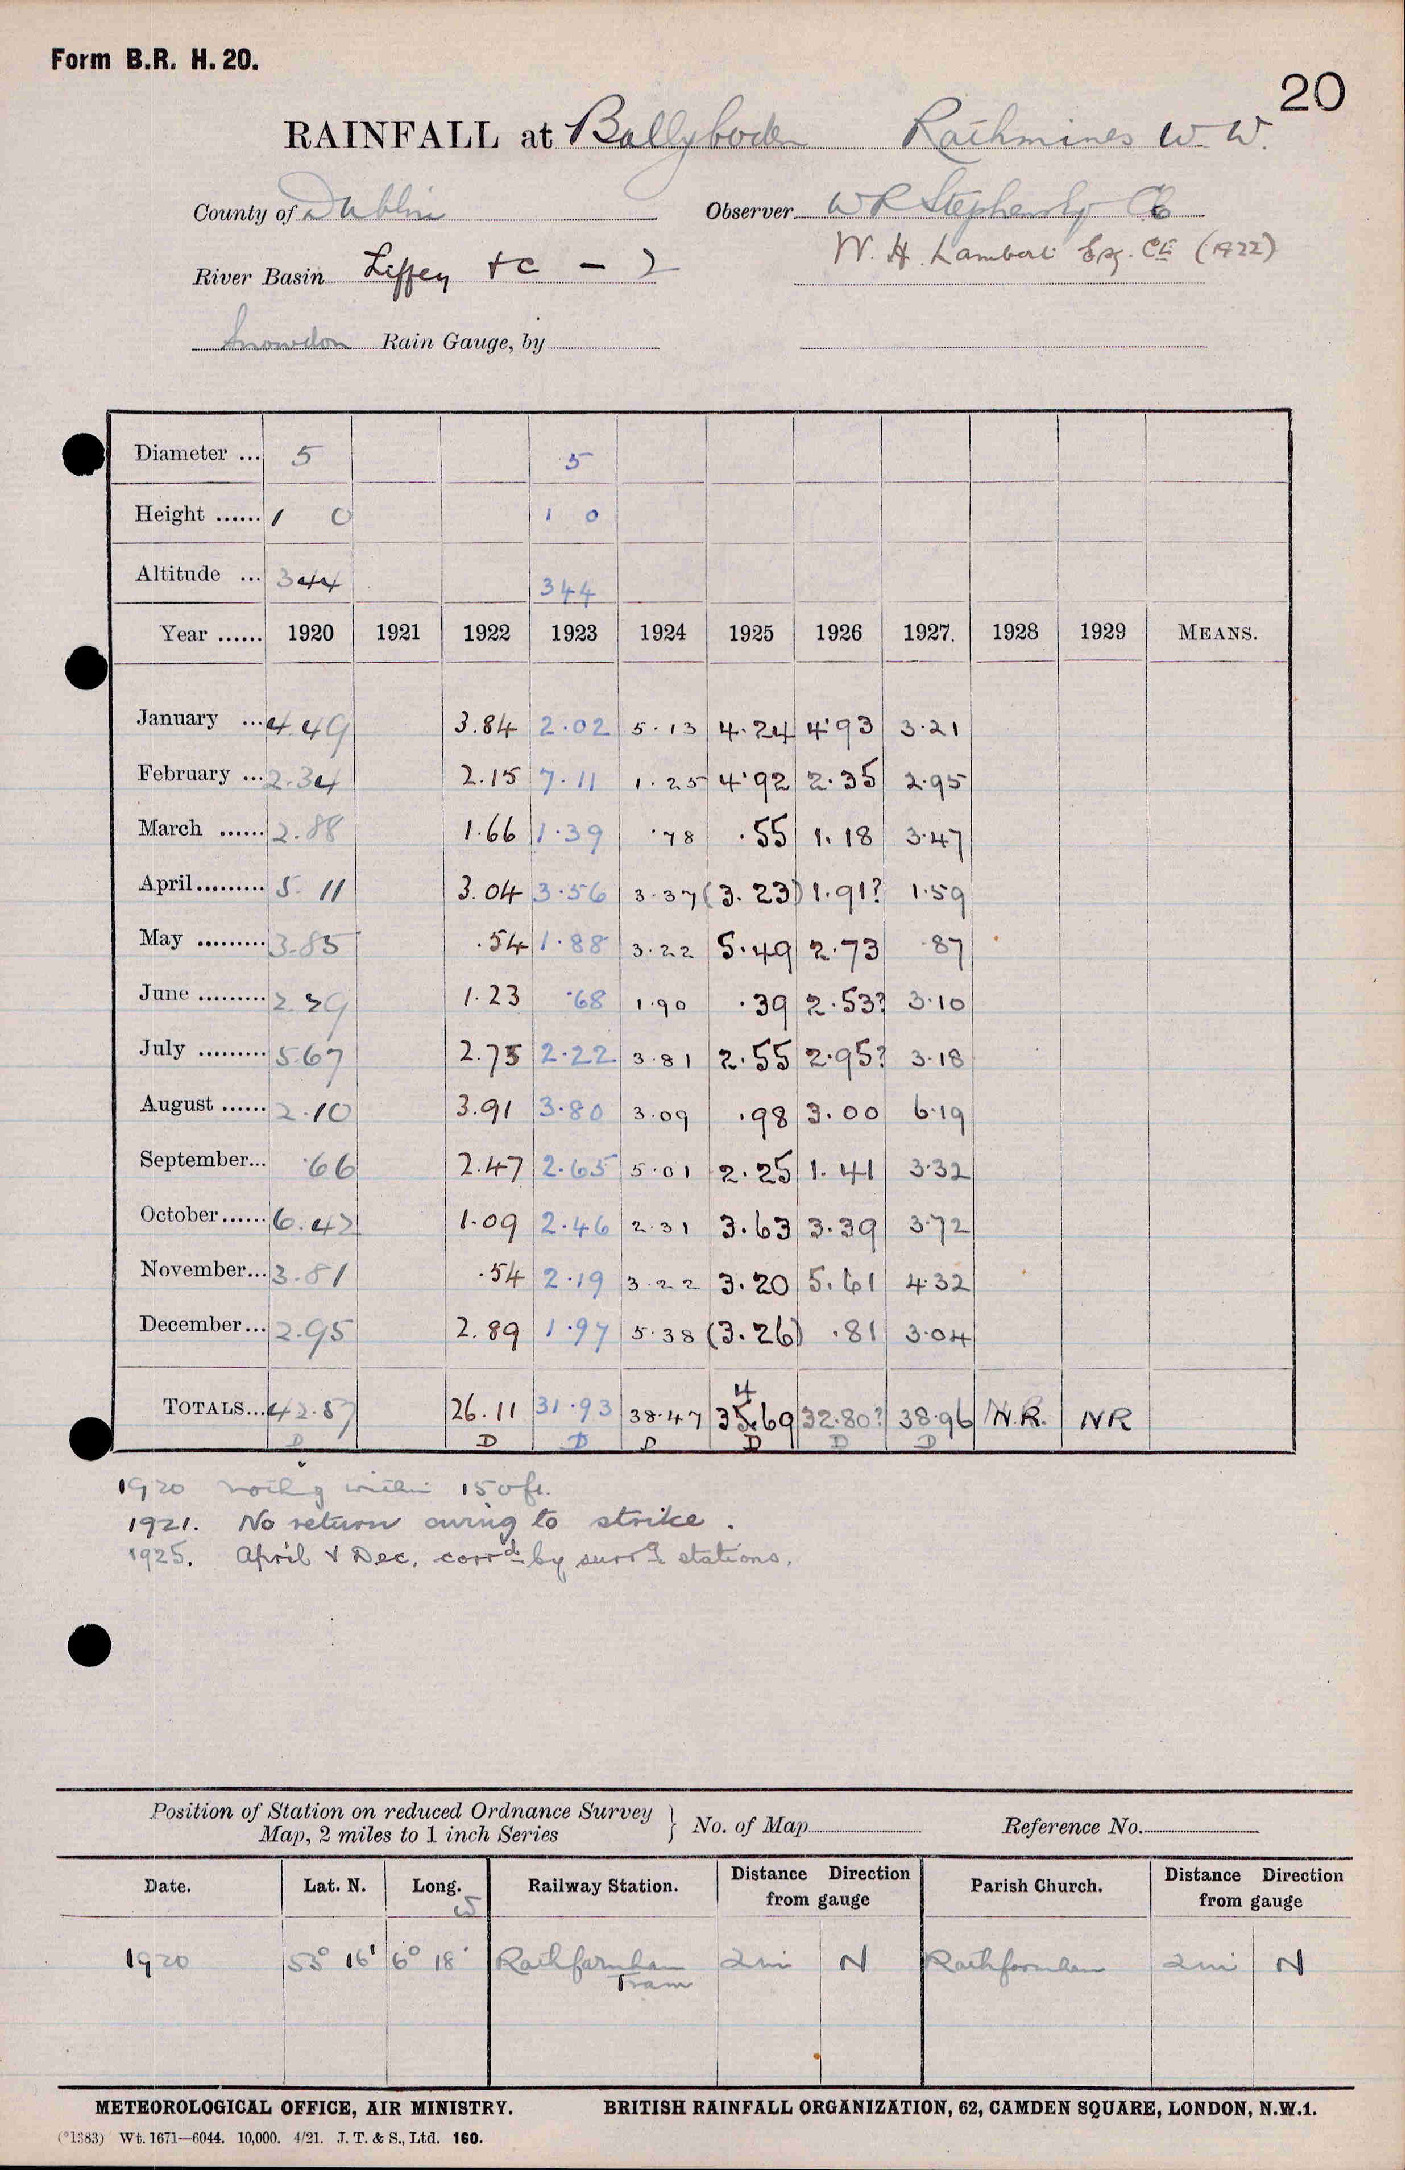 Form B.R. H. 20.
20
RAINFALL at Ballyboden Rathmines W. W.
County of Dublin Observer W R Stephens CE
River Basin Liffey &c - 2 W. H. Lambert Esq. CE (1922)
Snowdon Rain Gauge, by
Diameter ... 5 5
Height ...... 1 0 1 0
Altitude ... 344 344
Year ...... 1920 1921 1922 1923 1924 1925 1926 1927. 1928 1929 MEANS.
January ... 4.49 3.84 2.02 5.13 4.24 4.93 3.21
February ... 2.34 2.15 7.11 1.25 4.92 2.35 2.95
March ...... 2.88 1.66 1.39 .78 .55 1.18 3.47
April ......... 5.11 3.04 3.56 3.37 (3.23) 1.91? 1.59
May ......... 3.85 .54 1.88 3.22 5.49 2.73 .87
June ......... 2.29 1.23 .68 1.90 .39 2.53? 3.10
July ......... 5.67 2.75 2.22 3.81 2.55 2.95? 3.18
August ...... 2.10 3.91 3.80 3.09 .98 3.00 6.19
September... .66 2.47 2.65 5.01 2.25 1.41 3.32
October ...... 6.42 1.09 2.46 2.31 3.63 3.39 3.72
November... 3.81 .54 2.19 3.22 3.20 5.61 4.32
December ... 2.95 2.89 1.97 5.38 (3.26) .81 3.04
4
TOTALS... 42.57 26.11 31.93 38.47 35.69 32.80? 38.96 N.R. NR
D D D D D D D
1920 Nothing within 150ft.
1921. No return owing to strike.
1925. April & Dec. corrd by surrg stations.
Position of Station on reduced Ordnance Survey
Map, 2 miles to 1 inch Series } No. of Map Reference No.
Date. Lat. N. Long. W Railway Station. Distance Direction from gauge Parish Church. Distance Direction from gauge
1920 53° 16' 6° 18' Rathfarnham Tram 2mi N Rathfarnham 2mi N
METEOROLOGICAL OFFICE, AIR MINISTRY. BRITISH RAINFALL ORGANIZATION, 62, CAMDEN SQUARE, LONDON, N.W.1.
(*1383) Wt. 1671—6044. 10,000. 4/21. J. T. & S., Ltd. 160.